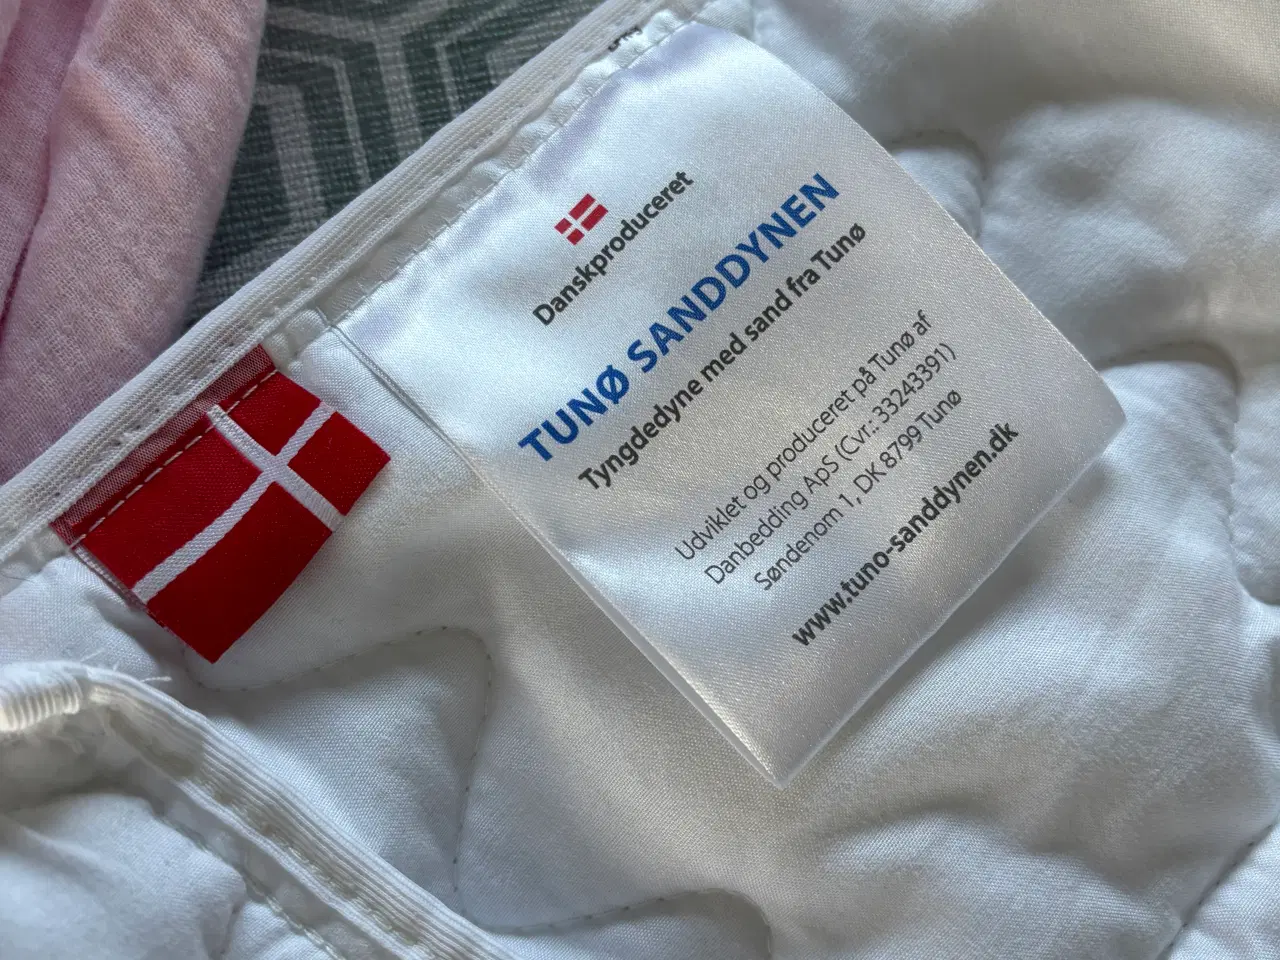 Danskproduceret
TUNØ SANDDYNEN
Tyngdedyne med sand fra Tunø
Udviklet og produceret på Tunø af
Danbedding ApS (Cvr.: 33243391)
Søndenom 1, DK 8799 Tunø
www.tuno-sanddynen.dk